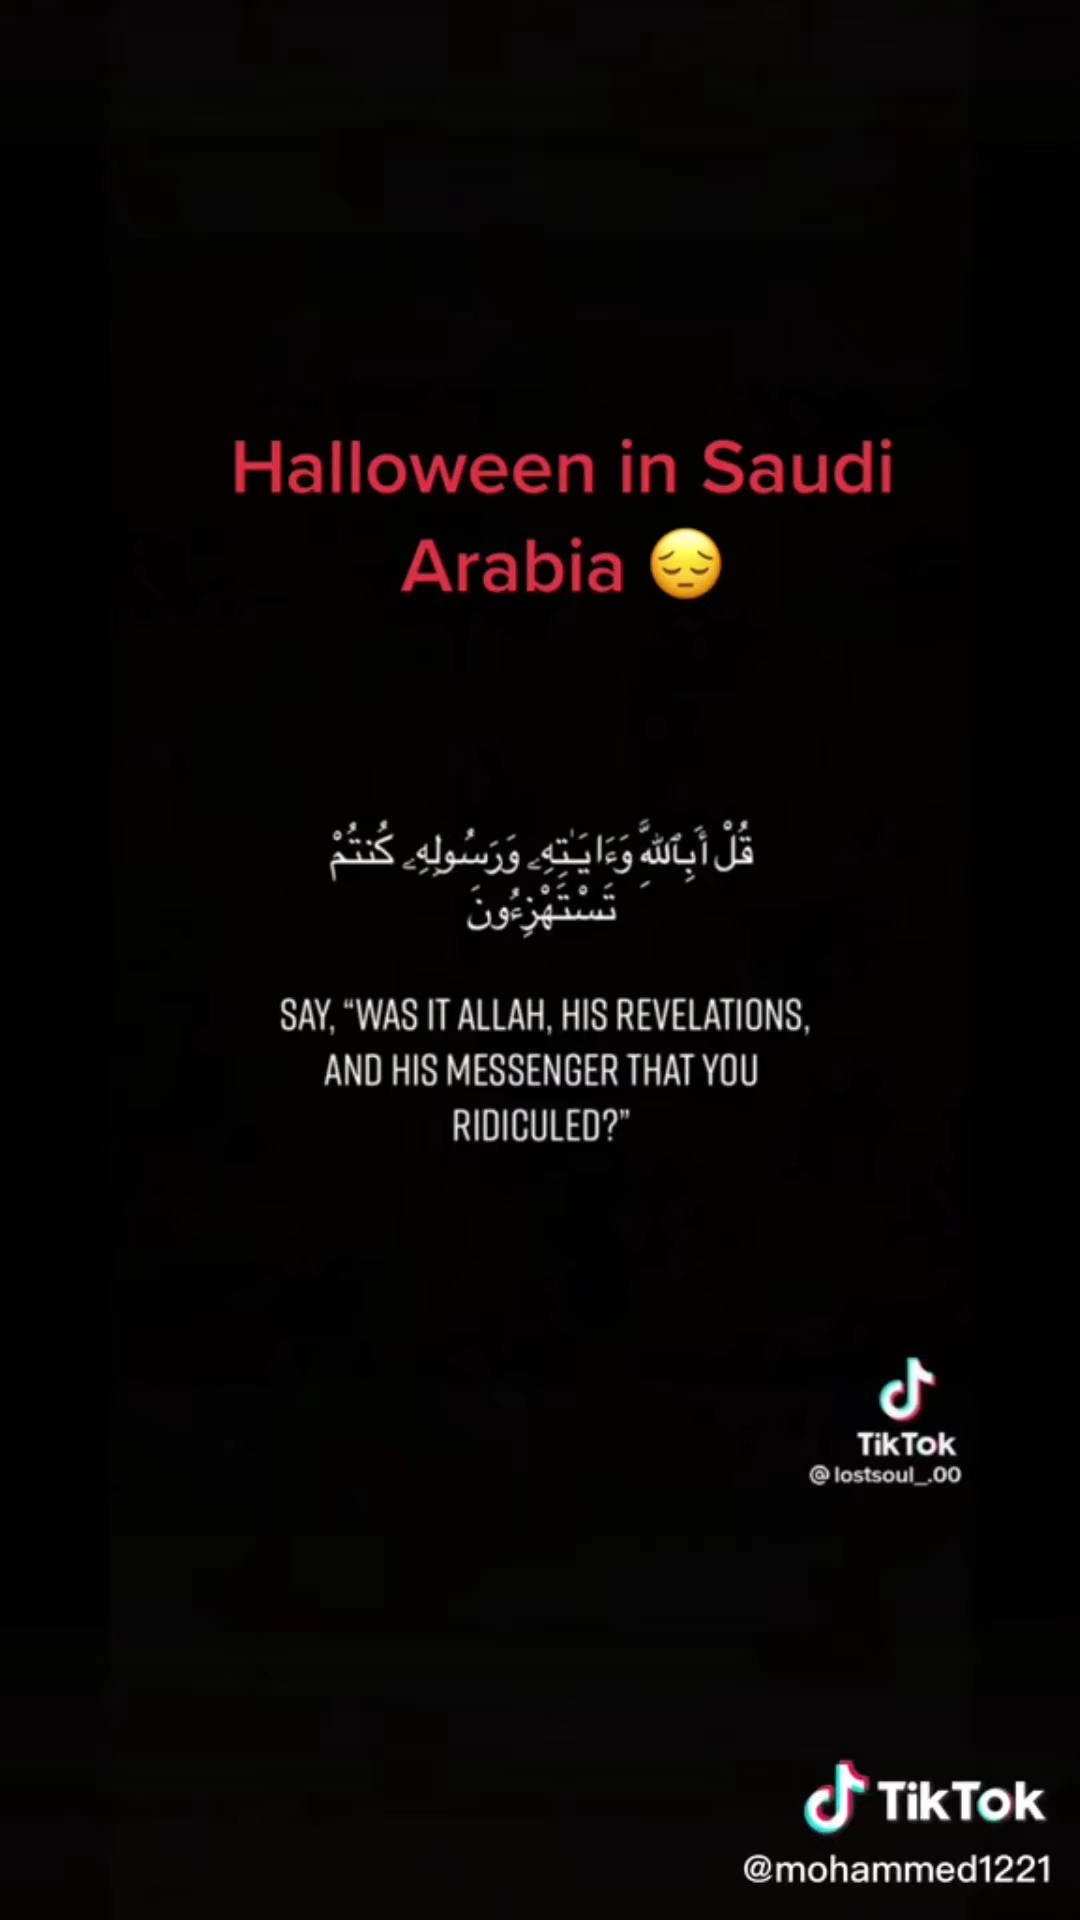 Halloween in Saudi
Arabia 😔
قُلْ أَبِٱللَّهِ وَءَايَـٰتِهِۦ وَرَسُولِهِۦ كُنتُمْ
تَسْتَهْزِءُونَ
SAY, “WAS IT ALLAH, HIS REVELATIONS,
AND HIS MESSENGER THAT YOU
RIDICULED?”
TikTok
@lostsoul_.00
TikTok
@mohammed1221